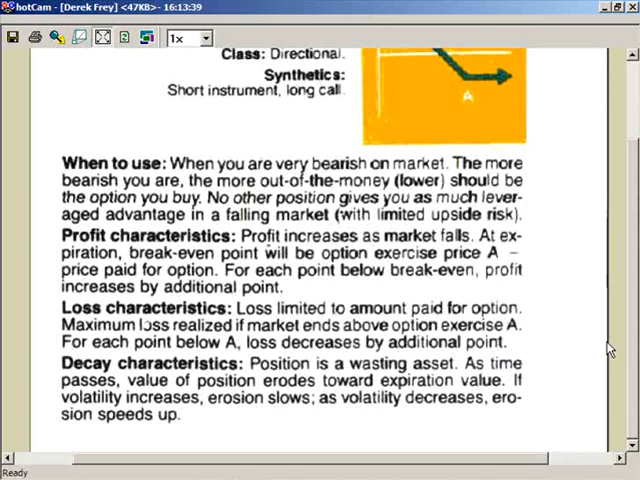 hotCam - [Derek Frey] <47KB> - 16:13:39
1x
Class: Directional.
Synthetics:
Short instrument, long call.
A
When to use: When you are very bearish on market. The more
bearish you are, the more out-of-the-money (lower) should be
the option you buy. No other position gives you as much lever-
aged advantage in a falling market (with limited upside risk).
Profit characteristics: Profit increases as market falls. At ex-
piration, break-even point will be option exercise price A –
price paid for option. For each point below break-even, profit
increases by additional point.
Loss characteristics: Loss limited to amount paid for option.
Maximum loss realized if market ends above option exercise A.
For each point below A, loss decreases by additional point.
Decay characteristics: Position is a wasting asset. As time
passes, value of position erodes toward expiration value. If
volatility increases, erosion slows; as volatility decreases, ero-
sion speeds up.
Ready